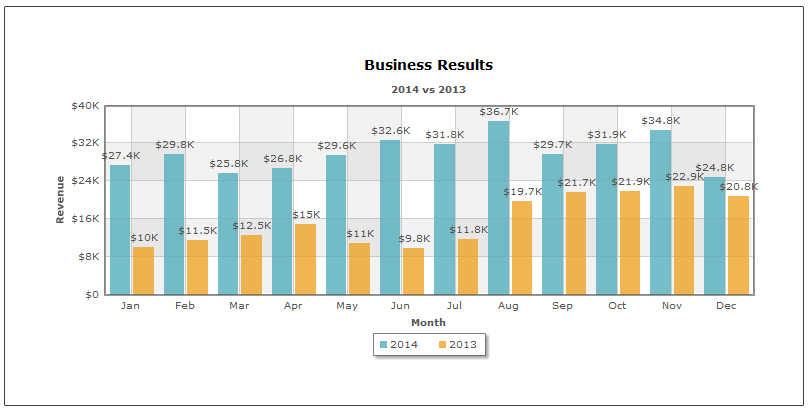 Business Results
2014 vs 2013
$40K
$32K
$24K
$16K
$8K
$0
Revenue
$27.4K $29.8K $25.8K $26.8K $29.6K $32.6K $31.8K $36.7K $29.7K $31.9K $34.8K $24.8K
$10K $11.5K $12.5K $15K $11K $9.8K $11.8K $19.7K $21.7K $21.9K $22.9K $20.8K
Jan Feb Mar Apr May Jun Jul Aug Sep Oct Nov Dec
Month
2014 2013